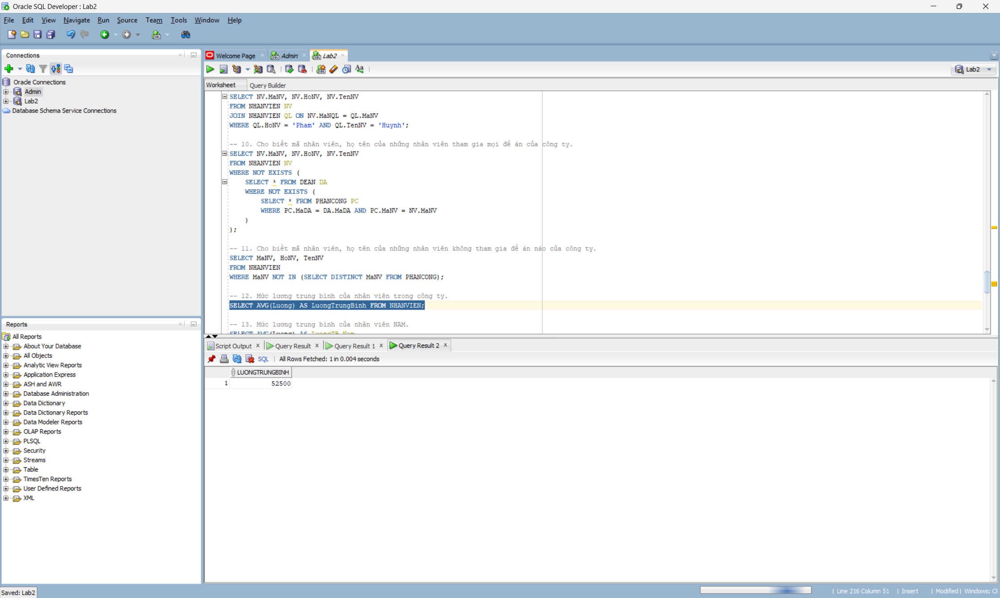 Oracle SQL Developer : Lab2
File Edit View Navigate Run Source Team Tools Window Help
Connections
Oracle Connections
Admin
Lab2
Database Schema Service Connections
Reports
All Reports
About Your Database
All Objects
Analytic View Reports
Application Express
ASH and AWR
Database Administration
Data Dictionary
Data Dictionary Reports
Data Modeler Reports
OLAP Reports
PLSQL
Security
Streams
Table
TimesTen Reports
User Defined Reports
XML
Welcome Page Admin Lab2
Lab2
Worksheet Query Builder
SELECT NV.MaNV, NV.HoNV, NV.TenNV
FROM NHANVIEN NV
JOIN NHANVIEN QL ON NV.MaNQL = QL.MaNV
WHERE QL.HoNV = 'Pham' AND QL.TenNV = 'Huynh';
-- 10. Cho biết mã nhân viên, họ tên của những nhân viên tham gia mọi đề án của công ty.
SELECT NV.MaNV, NV.HoNV, NV.TenNV
FROM NHANVIEN NV
WHERE NOT EXISTS (
SELECT * FROM DEAN DA
WHERE NOT EXISTS (
SELECT * FROM PHANCONG PC
WHERE PC.MaDA = DA.MaDA AND PC.MaNV = NV.MaNV
)
);
-- 11. Cho biết mã nhân viên, họ tên của những nhân viên không tham gia đề án nào của công ty.
SELECT MaNV, HoNV, TenNV
FROM NHANVIEN
WHERE MaNV NOT IN (SELECT DISTINCT MaNV FROM PHANCONG);
-- 12. Mức lương trung bình của nhân viên trong công ty.
SELECT AVG(Luong) AS LuongTrungBinh FROM NHANVIEN;
-- 13. Mức lương trung bình của nhân viên NAM.
SELECT AVG(Luong) AS LuongTB_Nam
Script Output Query Result Query Result 1 Query Result 2
SQL All Rows Fetched: 1 in 0.004 seconds
LUONGTRUNGBINH
1 52500
Saved: Lab2
Line 216 Column 51 Insert Modified Windows: